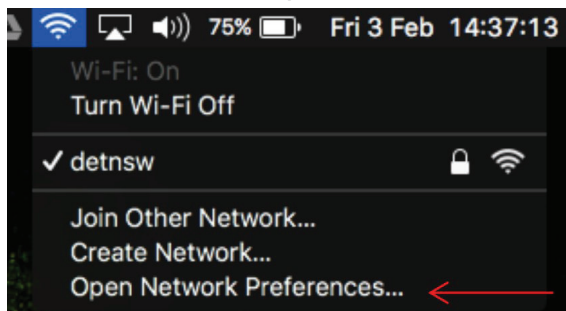 75% Fri 3 Feb 14:37:13
Wi-Fi: On
Turn Wi-Fi Off
✓ detnsw
Join Other Network...
Create Network...
Open Network Preferences...